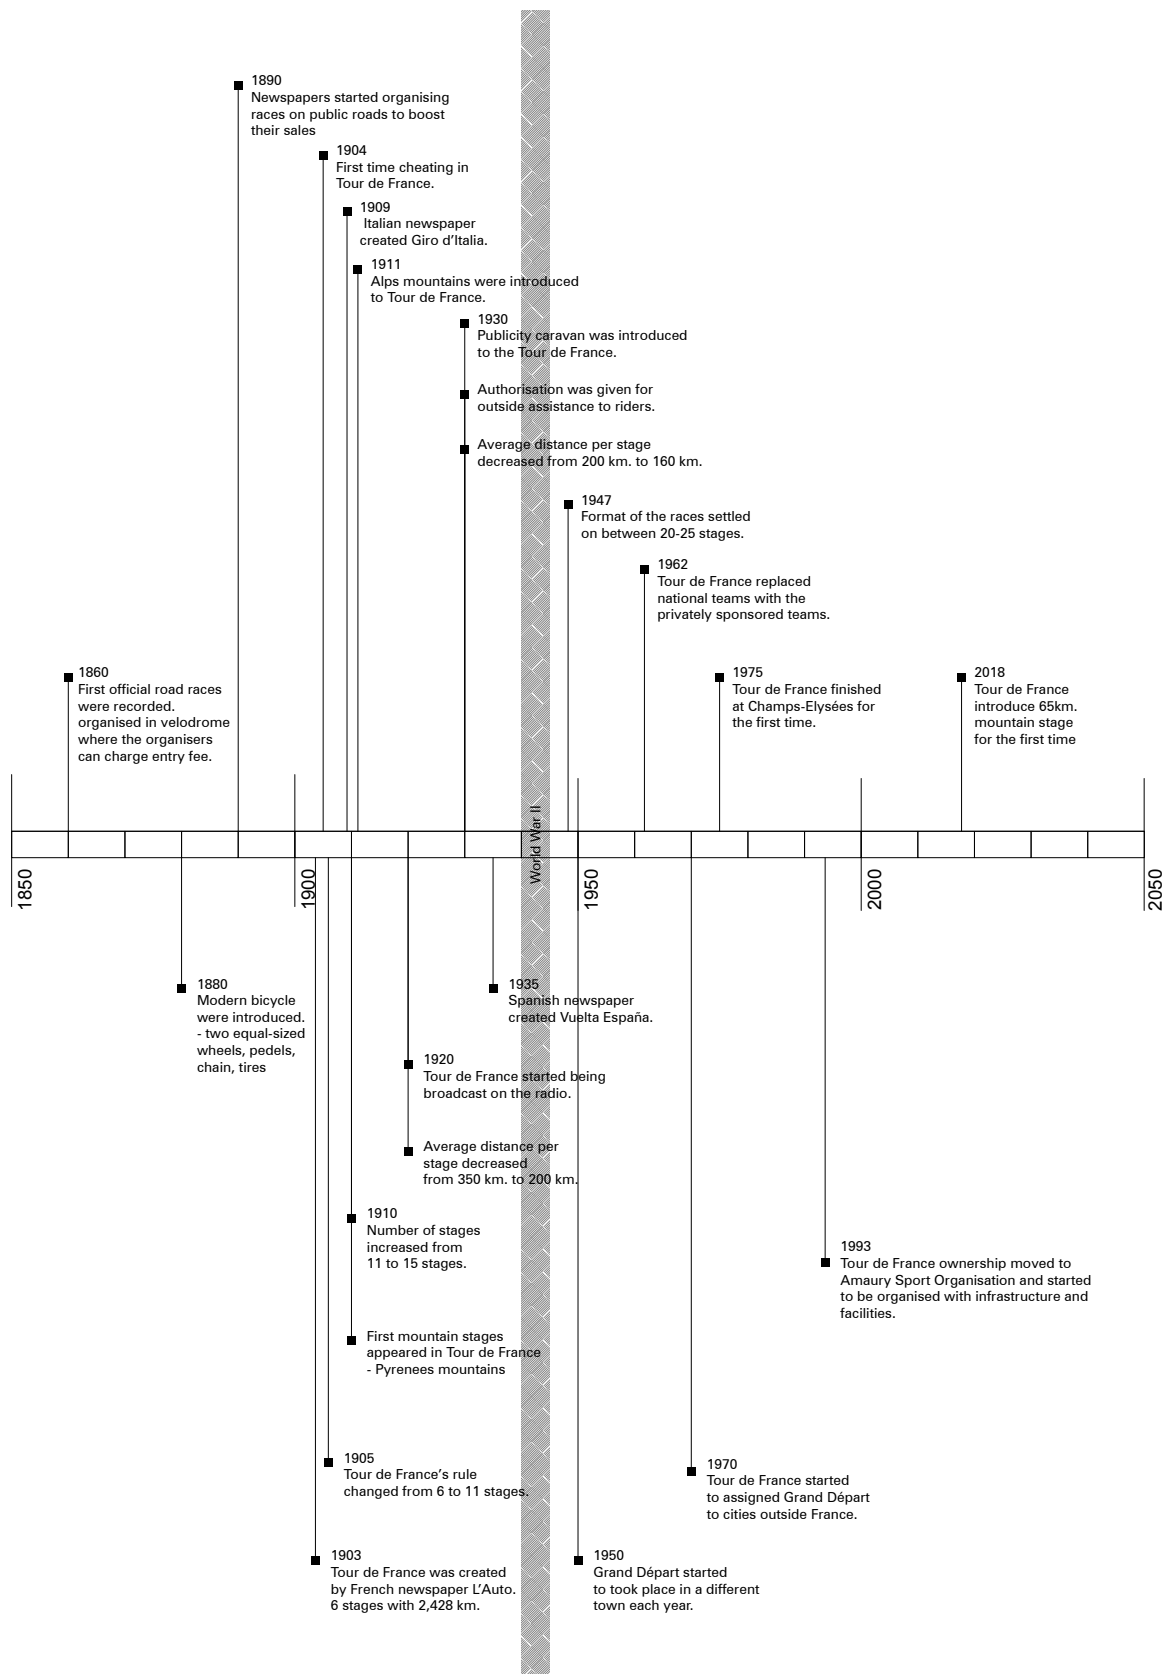 1890
Newspapers started organising
races on public roads to boost
their sales
1904
First time cheating in
Tour de France.
1909
Italian newspaper
created Giro d’Italia.
1911
Alps mountains were introduced
to Tour de France.
1930
Publicity caravan was introduced
to the Tour de France.
Authorisation was given for
outside assistance to riders.
Average distance per stage
decreased from 200 km. to 160 km.
1947
Format of the races settled
on between 20-25 stages.
1962
Tour de France replaced
national teams with the
privately sponsored teams.
1860
First official road races
were recorded.
organised in velodrome
where the organisers
can charge entry fee.
1975
Tour de France finished
at Champs-Elysées for
the first time.
2018
Tour de France
introduce 65km.
mountain stage
for the first time
World War II
1850
1900
1950
2000
2050
1880
Modern bicycle
were introduced.
- two equal-sized
wheels, pedels,
chain, tires
1935
Spanish newspaper
created Vuelta España.
1920
Tour de France started being
broadcast on the radio.
Average distance per
stage decreased
from 350 km. to 200 km.
1910
Number of stages
increased from
11 to 15 stages.
First mountain stages
appeared in Tour de France
- Pyrenees mountains
1993
Tour de France ownership moved to
Amaury Sport Organisation and started
to be organised with infrastructure and
facilities.
1905
Tour de France’s rule
changed from 6 to 11 stages.
1970
Tour de France started
to assigned Grand Départ
to cities outside France.
1903
Tour de France was created
by French newspaper L’Auto.
6 stages with 2,428 km.
1950
Grand Départ started
to took place in a different
town each year.